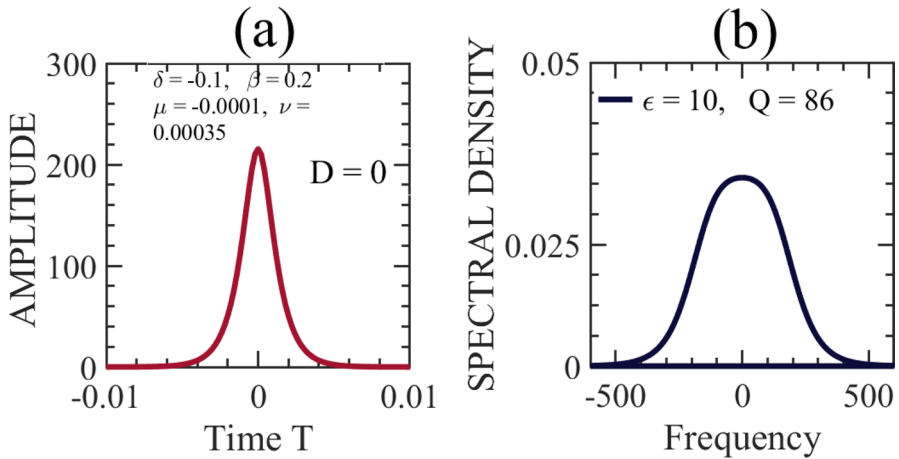 (a)
300
200
100
0
AMPLITUDE
δ = -0.1, β = 0.2
μ = -0.0001, ν =
0.00035
D = 0
-0.01 0 0.01
Time T
(b)
0.05
0.025
0
SPECTRAL DENSITY
ϵ = 10, Q = 86
-500 0 500
Frequency